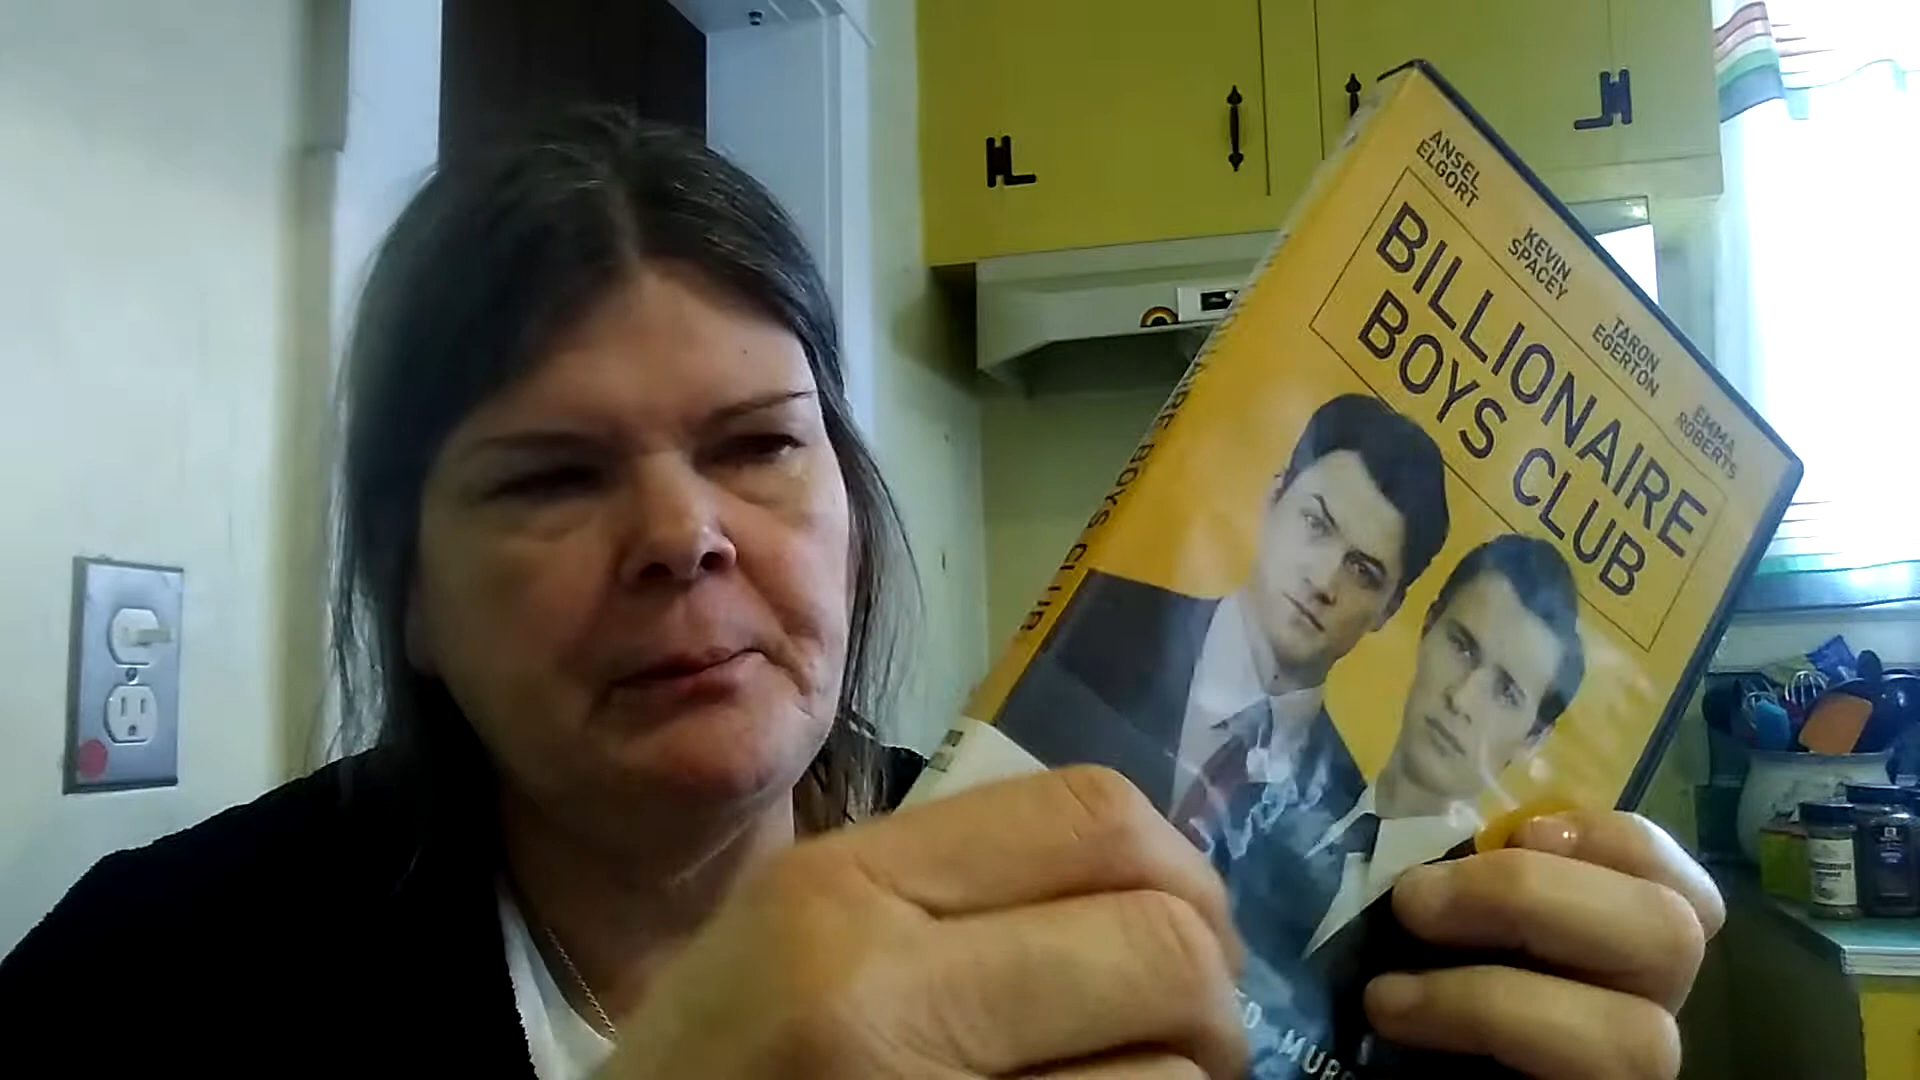 ANSEL
ELGORT
KEVIN
SPACEY
TARON
EGERTON
EMMA
ROBERTS
BILLIONAIRE
BOYS CLUB
BOYS CLUB